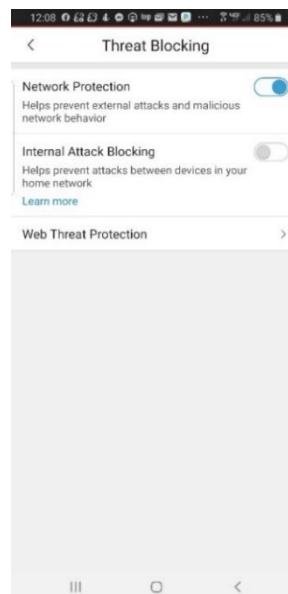 12:08 85%
Threat Blocking
Network Protection
Helps prevent external attacks and malicious
network behavior
Internal Attack Blocking
Helps prevent attacks between devices in your
home network
Learn more
Web Threat Protection